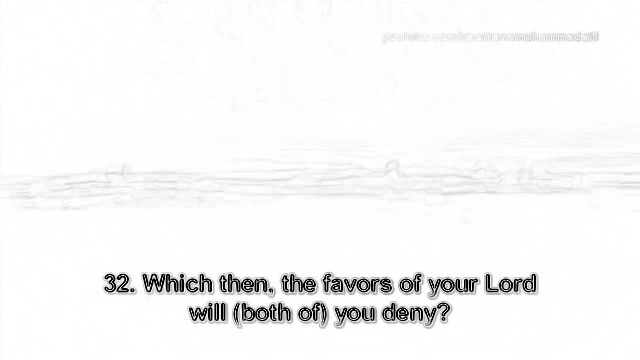 32. Which then, the favors of your Lord
will (both of) you deny?